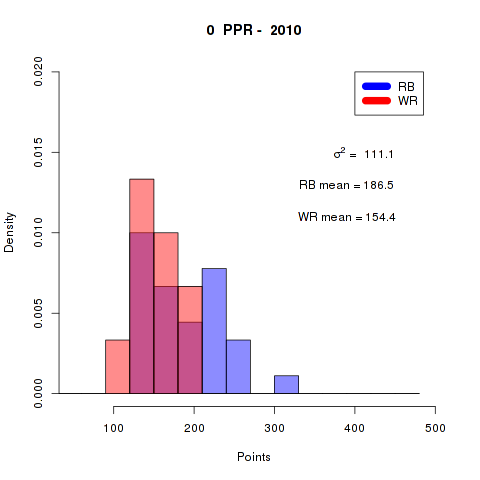 0 PPR - 2010
RB
WR
σ² = 111.1
RB mean = 186.5
WR mean = 154.4
Density
0.000 0.005 0.010 0.015 0.020
100 200 300 400 500
Points